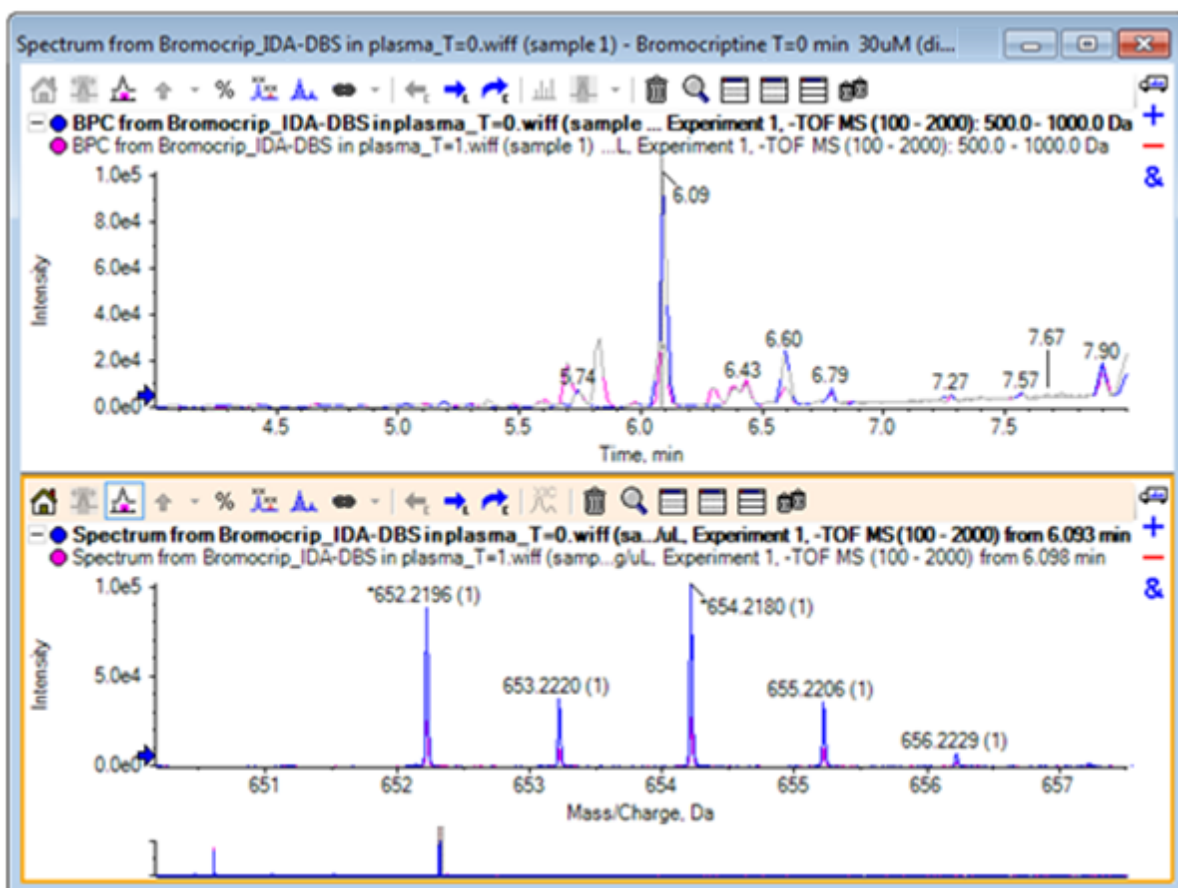 Spectrum from Bromocrip_IDA-DBS in plasma_T=0.wiff (sample 1) - Bromocriptine T=0 min 30uM (di...
%
BPC from Bromocrip_IDA-DBS in plasma_T=0.wiff (sample ... Experiment 1, -TOF MS (100 - 2000): 500.0 - 1000.0 Da
BPC from Bromocrip_IDA-DBS in plasma_T=1.wiff (sample 1) ...L, Experiment 1, -TOF MS (100 - 2000): 500.0 - 1000.0 Da
&
1.0e5
8.0e4
6.0e4
4.0e4
2.0e4
0.0e0
Intensity
6.09
5.74
6.43
6.60
6.79
7.27
7.57
7.67
7.90
4.5 5.0 5.5 6.0 6.5 7.0 7.5
Time, min
%
Spectrum from Bromocrip_IDA-DBS in plasma_T=0.wiff (sa.../uL, Experiment 1, -TOF MS (100 - 2000) from 6.093 min
Spectrum from Bromocrip_IDA-DBS in plasma_T=1.wiff (samp...g/uL, Experiment 1, -TOF MS (100 - 2000) from 6.098 min
&
1.0e5
5.0e4
0.0e0
Intensity
*652.2196 (1)
*654.2180 (1)
653.2220 (1)
655.2206 (1)
656.2229 (1)
651 652 653 654 655 656 657
Mass/Charge, Da